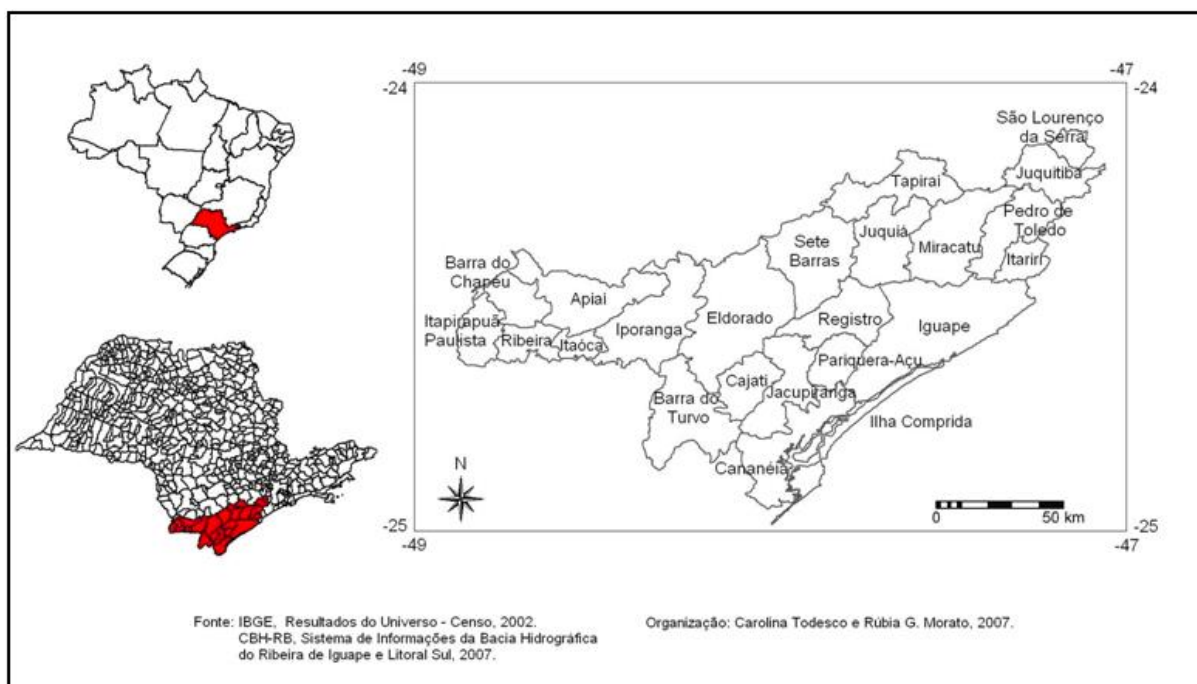 -49
-47
-24
-24
São Lourenço
da Serra
Juquitiba
Tapirai
Pedro de
Toledo
Juquiá
Sete
Barras
Miracatu
Itariri
Barra do
Chapéu
Apiai
Itapirapuã
Paulista
Ribeira
Itaóca
Iporanga
Eldorado
Registro
Iguape
Pariquera-Açu
Cajati
Jacupiranga
Barra do
Turvo
Ilha Comprida
Cananéia
N
0
50 km
-25
-25
-49
-47
Fonte: IBGE, Resultados do Universo - Censo, 2002.
CBH-RB, Sistema de Informações da Bacia Hidrográfica
do Ribeira de Iguape e Litoral Sul, 2007.
Organização: Carolina Todesco e Rúbia G. Morato, 2007.